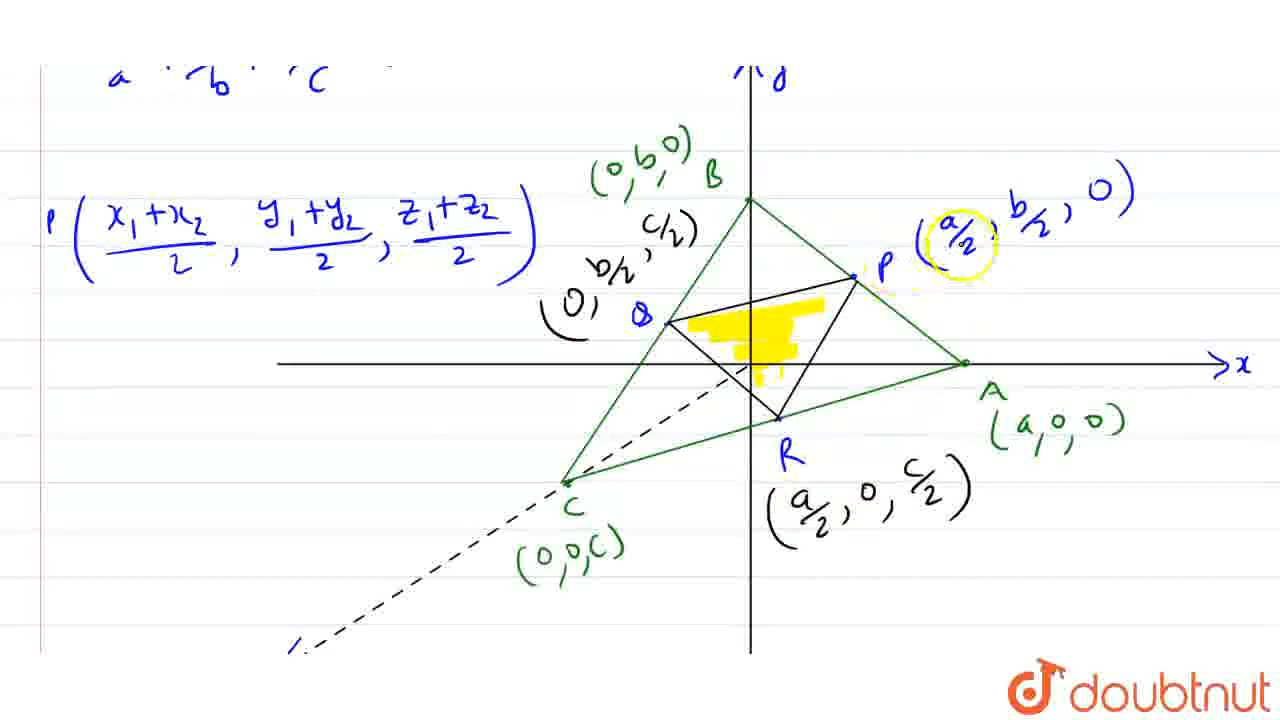 a b c
y
(0, b, 0) B
P ( x₁+x₂/2 , y₁+y₂/2 , z₁+z₂/2 )
P (a/2, b/2, 0)
(0, b/2, c/2)
Q
x
A
(a, 0, 0)
R
(a/2, 0, c/2)
C
(0, 0, c)
doubtnut